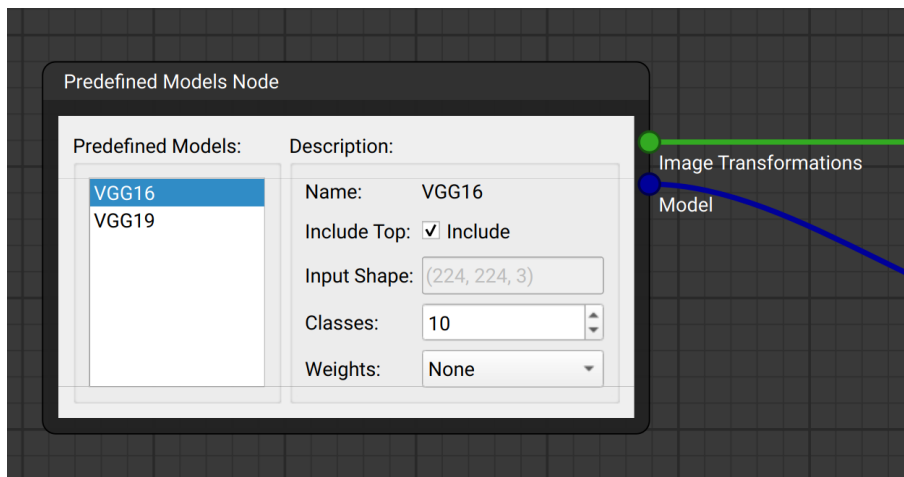 Predefined Models Node
Predefined Models:
VGG16
VGG19
Description:
Name: VGG16
Include Top: Include
Input Shape: (224, 224, 3)
Classes: 10
Weights: None
Image Transformations
Model